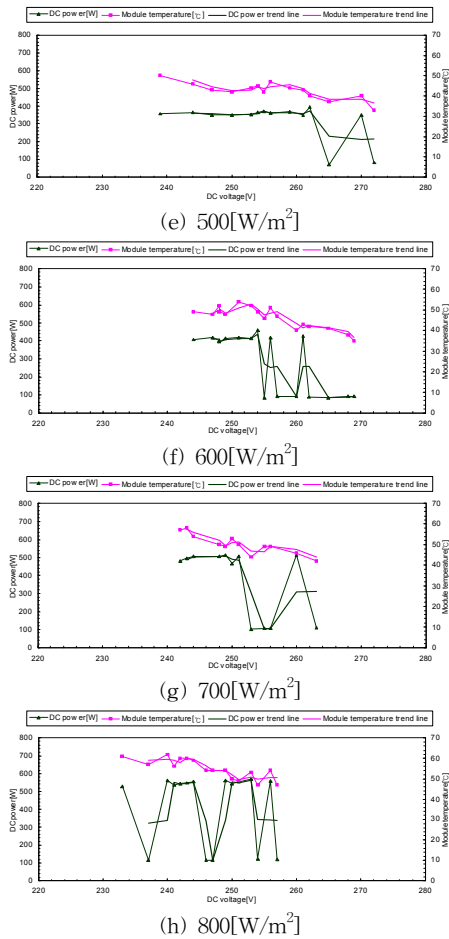 DC power[W] Module temperature[℃] DC power trend line Module temperature trend line
800 70
700 60
600 50
500 40
400 30
300 20
200 10
100 0
0
DC power[W]
Module temperature[℃]
220 230 240 250 260 270 280
DC voltage[V]
(e) 500[W/m²]
DC power[W] Module temperature[℃] DC power trend line Module temperature trend line
800 70
700 60
600 50
500 40
400 30
300 20
200 10
100 0
0
DC power[W]
Module temperature[℃]
220 230 240 250 260 270 280
DC voltage[V]
(f) 600[W/m²]
DC power[W] Module temperature[℃] DC power trend line Module temperature trend line
800 70
700 60
600 50
500 40
400 30
300 20
200 10
100 0
0
DC power[W]
Module temperature[℃]
220 230 240 250 260 270 280
DC voltage[V]
(g) 700[W/m²]
DC power[W] Module temperature[℃] DC power trend line Module temperature trend line
800 70
700 60
600 50
500 40
400 30
300 20
200 10
100 0
0
DC power[W]
Module temperature[℃]
220 230 240 250 260 270 280
DC voltage[V]
(h) 800[W/m²]